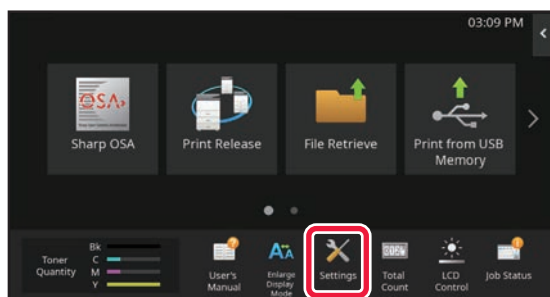 03:09 PM
OSA
Sharp OSA
Print Release
File Retrieve
Print from USB
Memory
Toner
Quantity
Bk
C
M
Y
User's
Manual
Enlarge
Display
Mode
Settings
Total
Count
LCD
Control
Job Status